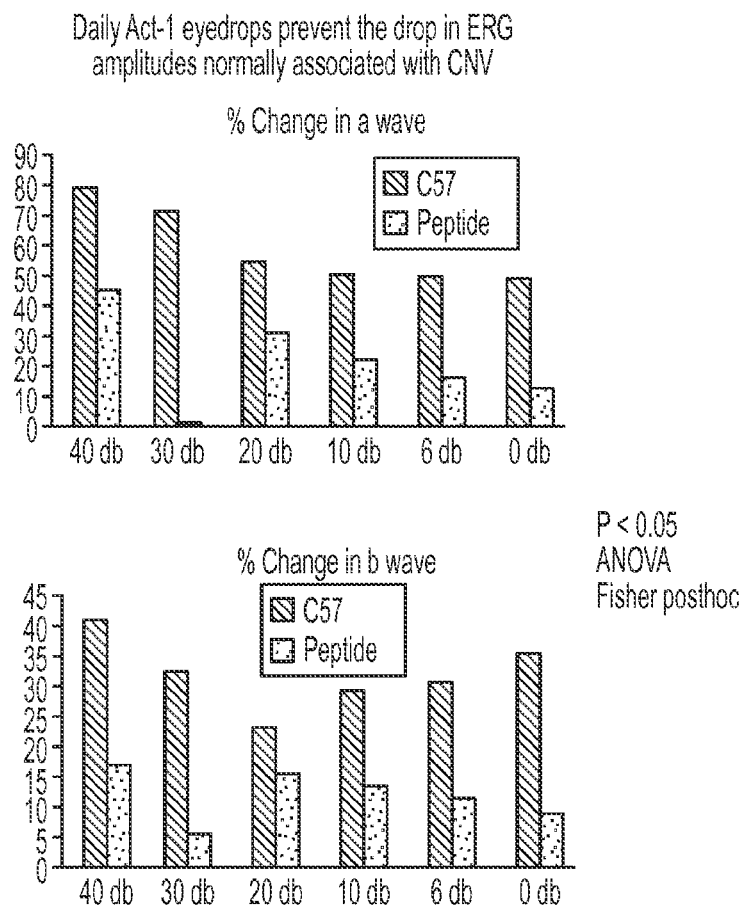 Daily Act-1 eyedrops prevent the drop in ERG
amplitudes normally associated with CNV
% Change in a wave
90
80
70
60
50
40
30
20
10
0
C57
Peptide
40 db 30 db 20 db 10 db 6 db 0 db
P < 0.05
ANOVA
Fisher posthoc
% Change in b wave
45
40
35
30
25
20
15
10
5
0
C57
Peptide
40 db 30 db 20 db 10 db 6 db 0 db